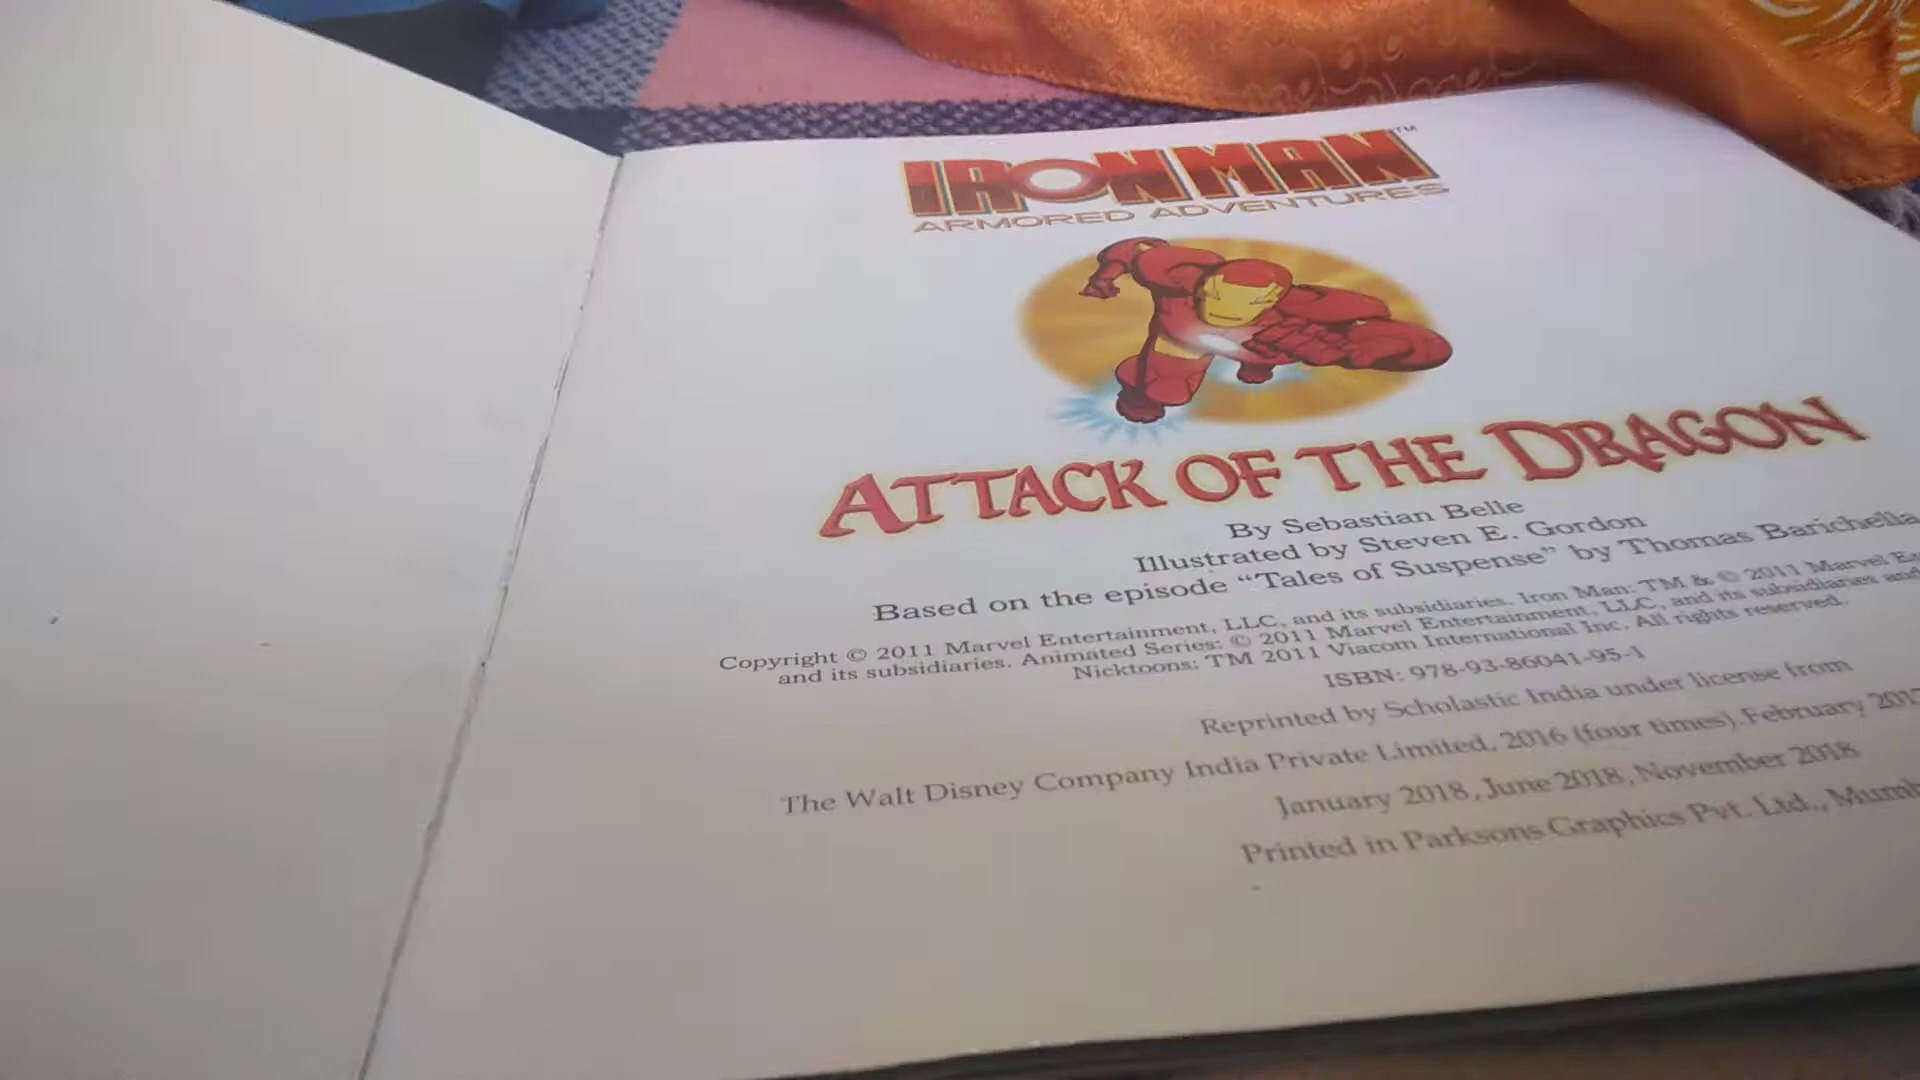 IRON MAN™
ARMORED ADVENTURES
ATTACK OF THE DRAGON
By Sebastian Belle
Illustrated by Steven E. Gordon
Based on the episode “Tales of Suspense” by Thomas Barichella
Copyright © 2011 Marvel Entertainment, LLC, and its subsidiaries. Iron Man: TM & © 2011 Marvel
and its subsidiaries. Animated Series: © 2011 Marvel Entertainment, LLC, and its subsidiaries and
Nicktoons: TM 2011 Viacom International Inc. All rights reserved.
ISBN: 978-93-86041-95-1
Reprinted by Scholastic India under license from
The Walt Disney Company India Private Limited, 2016 (four times), February 2017
January 2018, June 2018, November 2018
Printed in Parksons Graphics Pvt. Ltd.,